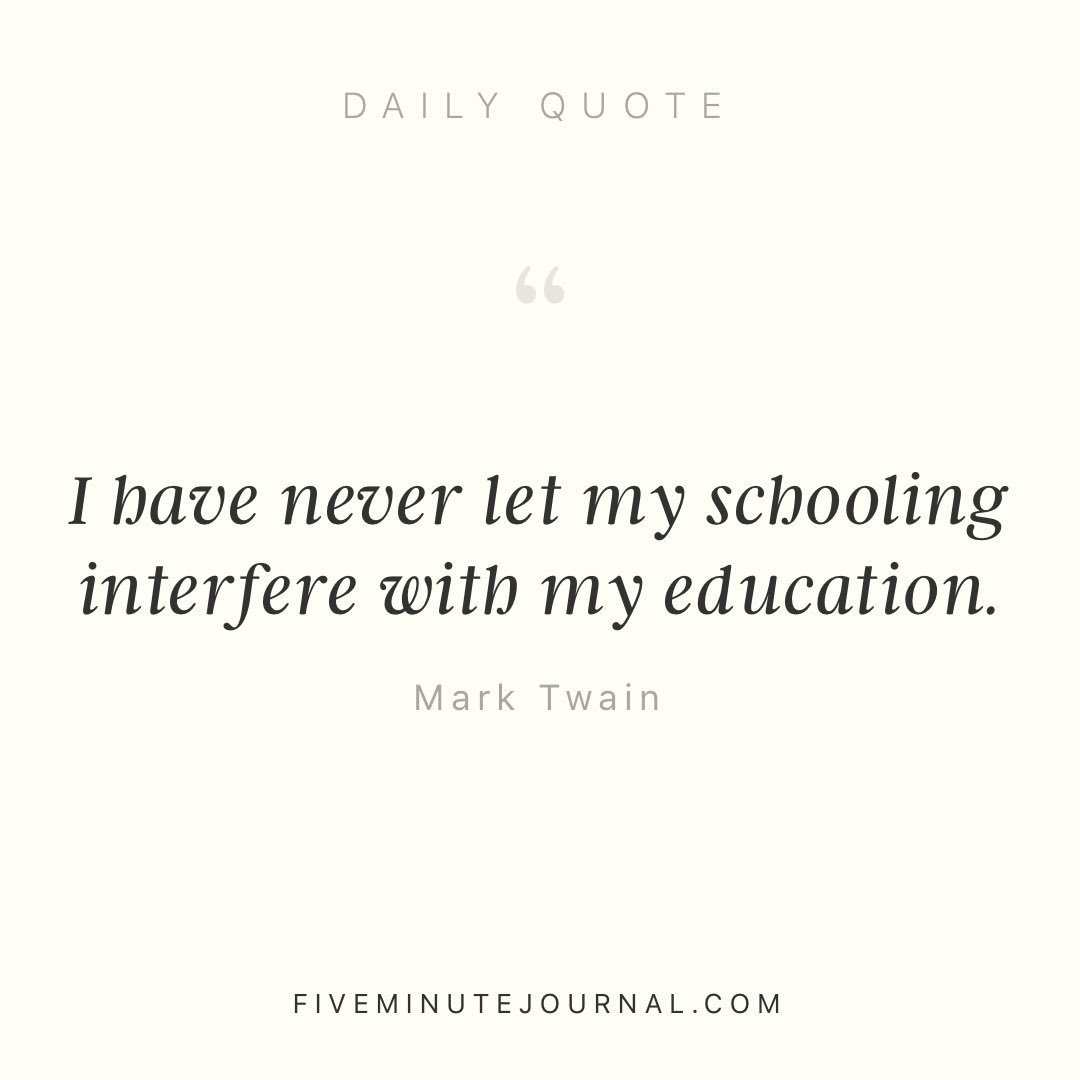 DAILY QUOTE
“
I have never let my schooling
interfere with my education.
Mark Twain
FIVEMINUTEJOURNAL.COM